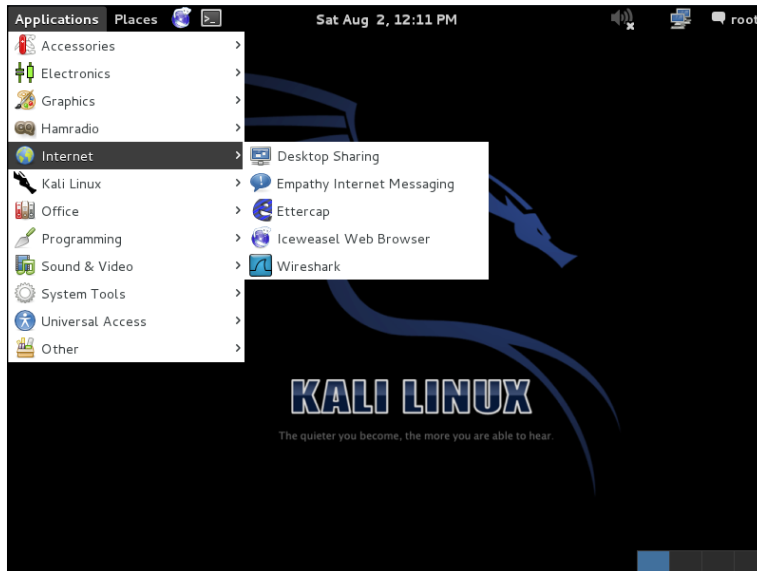 Applications Places Sat Aug 2, 12:11 PM root
Accessories
Electronics
Graphics
Hamradio
Internet
Kali Linux
Office
Programming
Sound & Video
System Tools
Universal Access
Other
Desktop Sharing
Empathy Internet Messaging
Ettercap
Iceweasel Web Browser
Wireshark
KALI LINUX
The quieter you become, the more you are able to hear.